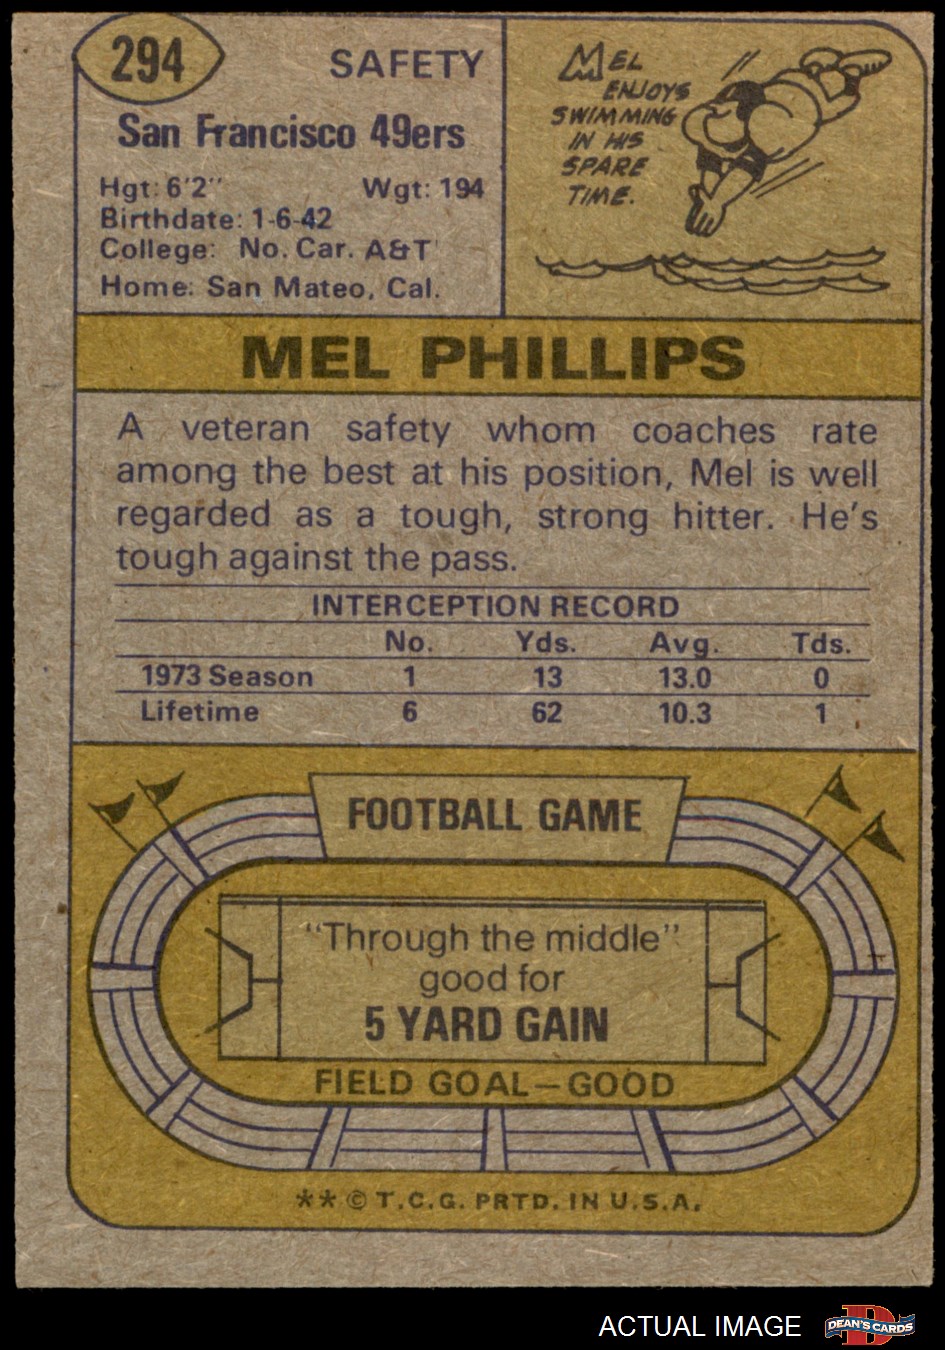 294
SAFETY
San Francisco 49ers
Hgt: 6'2" Wgt: 194
Birthdate: 1-6-42
College: No. Car. A&T
Home: San Mateo, Cal.
MEL
ENJOYS
SWIMMING
IN HIS
SPARE
TIME.
MEL PHILLIPS
A veteran safety whom coaches rate
among the best at his position, Mel is well
regarded as a tough, strong hitter. He's
tough against the pass.
INTERCEPTION RECORD
No. Yds. Avg. Tds.
1973 Season 1 13 13.0 0
Lifetime 6 62 10.3 1
FOOTBALL GAME
"Through the middle"
good for
5 YARD GAIN
FIELD GOAL—GOOD
**© T.C.G. PRTD. IN U.S.A.
ACTUAL IMAGE
D
DEAN'S CARDS